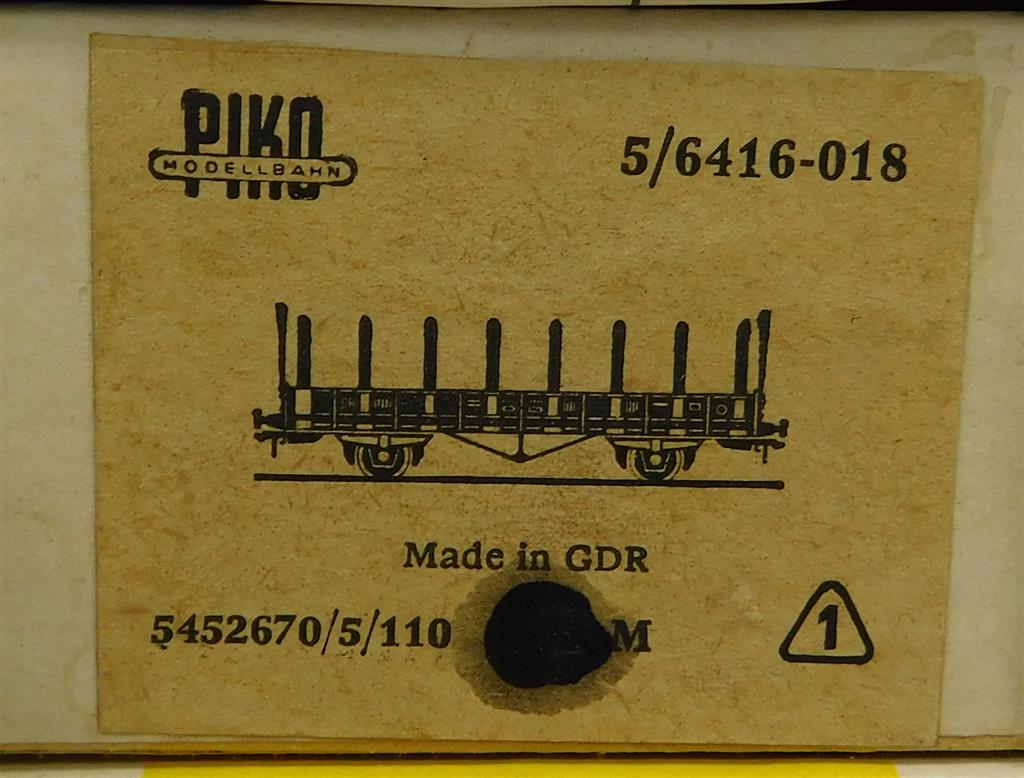 PIKO
MODELLBAHN
5/6416-018
Made in GDR
5452670/5/110 M
1